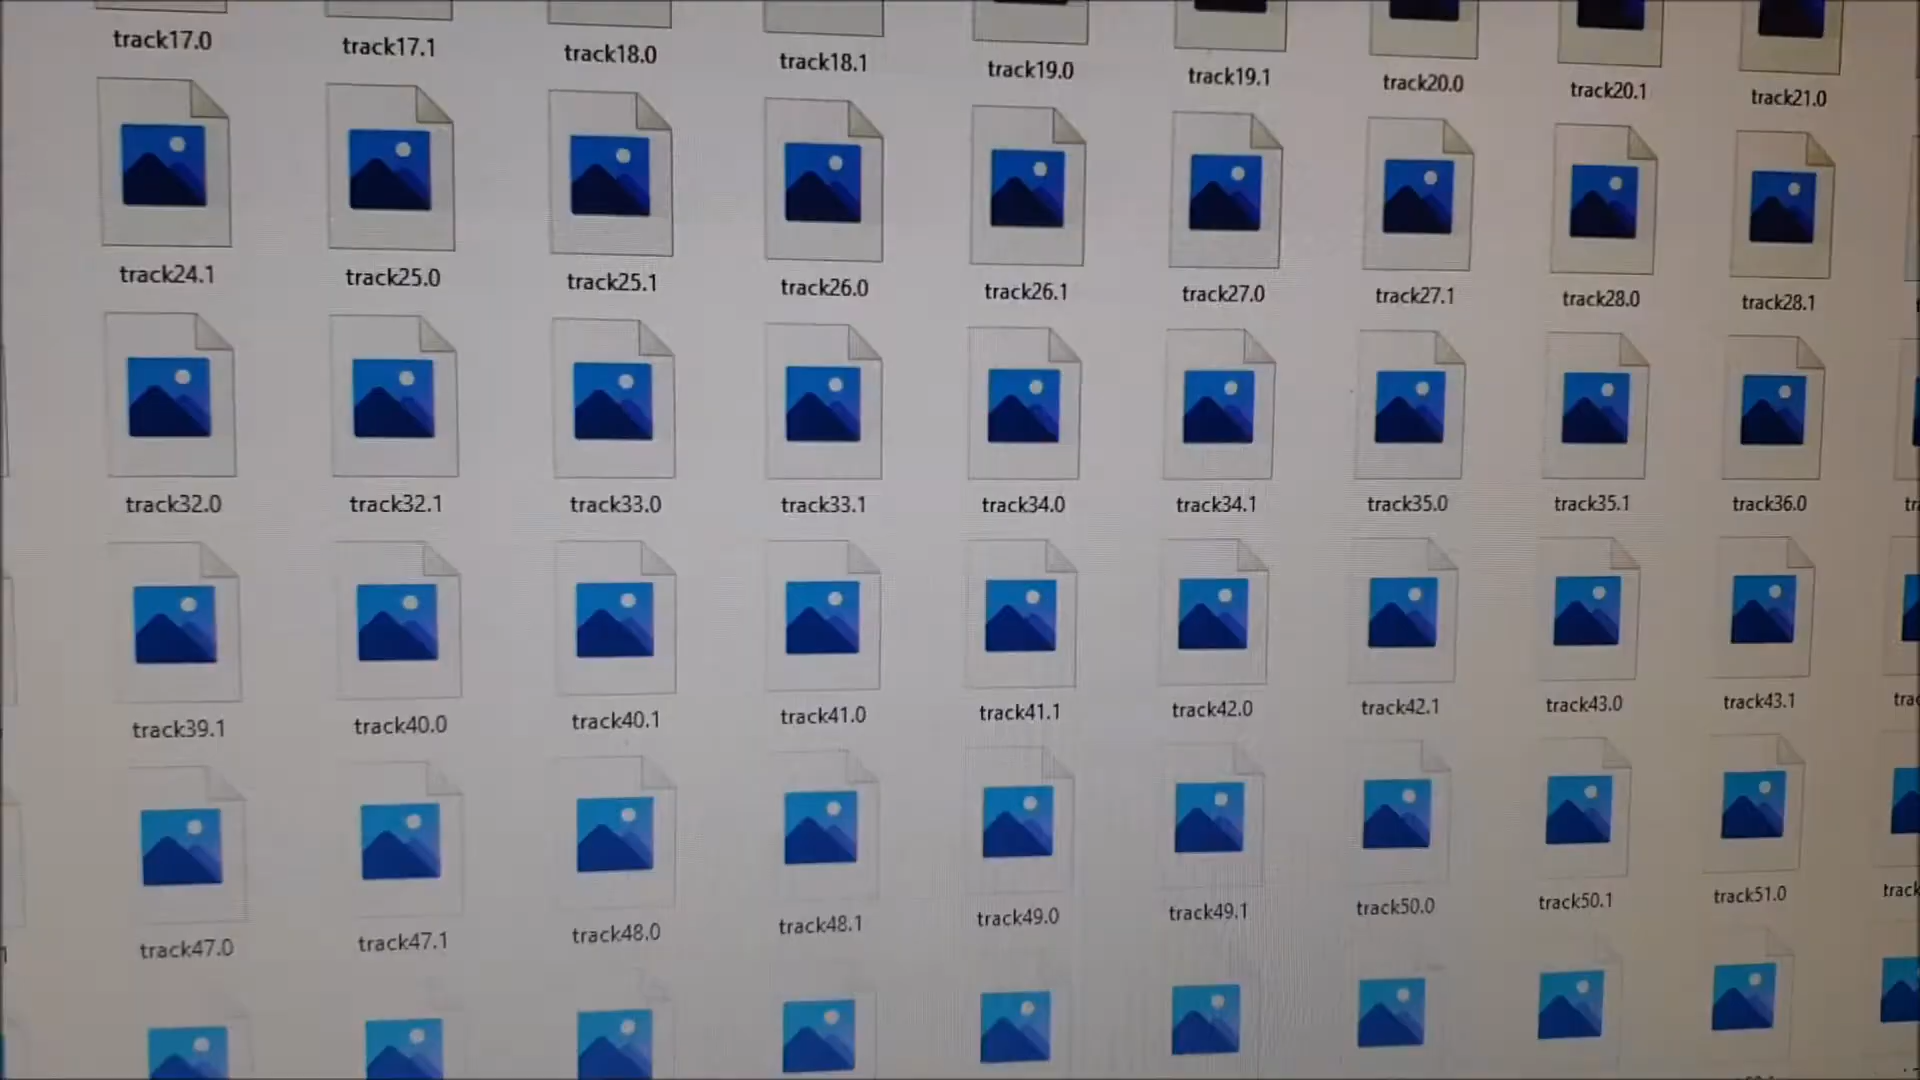 track17.0 track17.1 track18.0 track18.1 track19.0 track19.1 track20.0 track20.1 track21.0
track24.1 track25.0 track25.1 track26.0 track26.1 track27.0 track27.1 track28.0 track28.1
track32.0 track32.1 track33.0 track33.1 track34.0 track34.1 track35.0 track35.1 track36.0
track39.1 track40.0 track40.1 track41.0 track41.1 track42.0 track42.1 track43.0 track43.1
track47.0 track47.1 track48.0 track48.1 track49.0 track49.1 track50.0 track50.1 track51.0